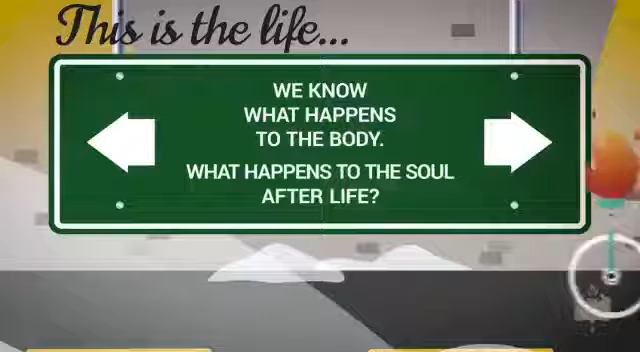 This is the life...
WE KNOW
WHAT HAPPENS
TO THE BODY.
WHAT HAPPENS TO THE SOUL
AFTER LIFE?